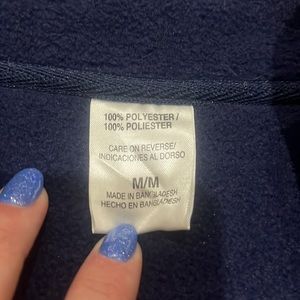 100% POLYESTER /
100% POLIESTER
CARE ON REVERSE/
INDICACIONES AL DORSO
M/M
MADE IN BANGLADESH
HECHO EN BANGLADESH